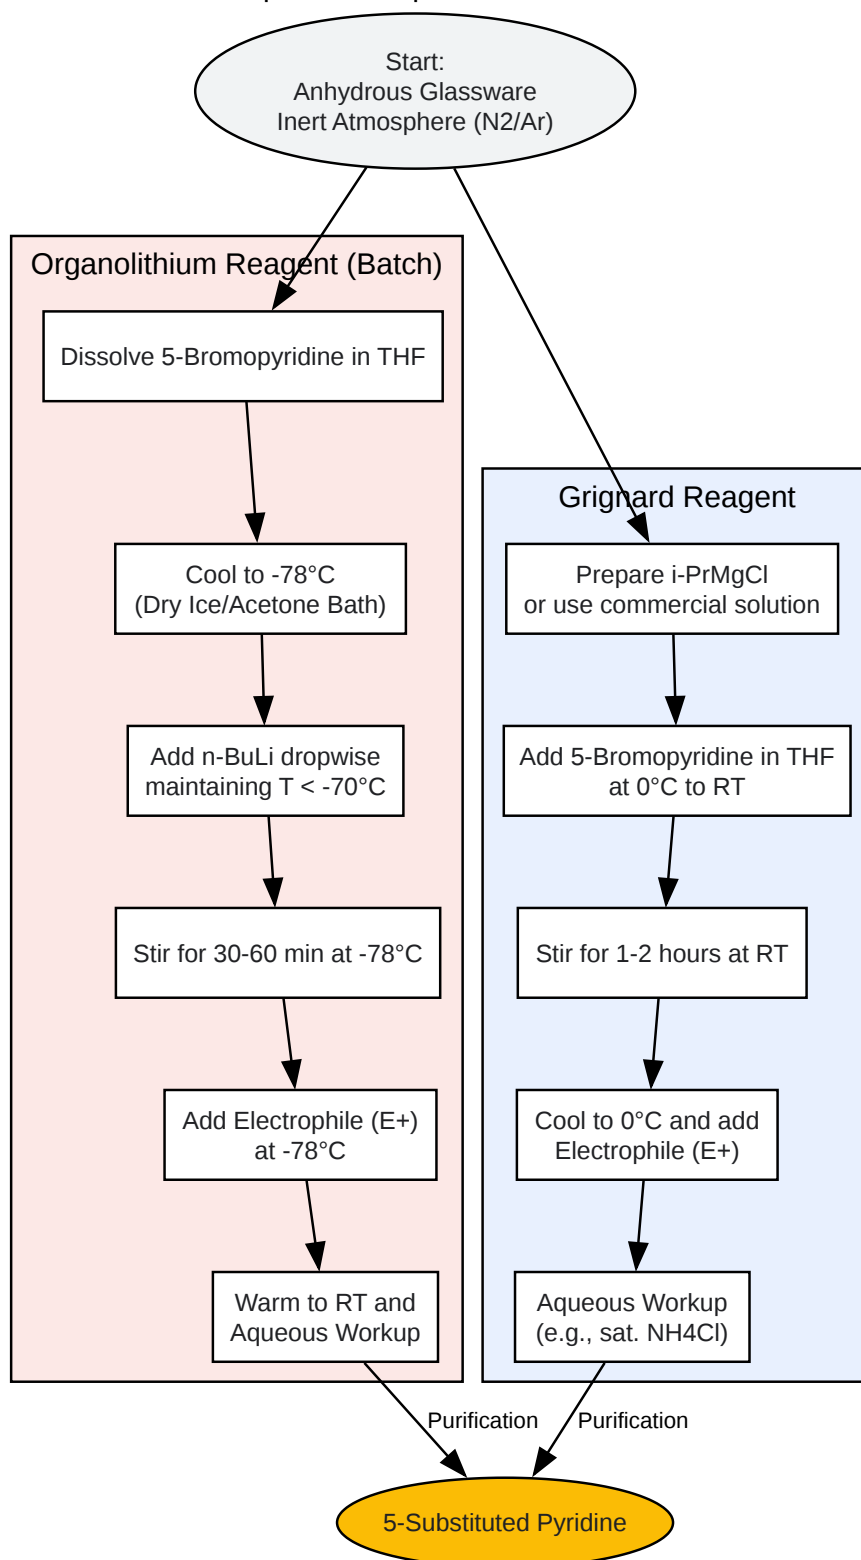 Start:
Anhydrous Glassware
Inert Atmosphere (N2/Ar)
Organolithium Reagent (Batch)
Dissolve 5-Bromopyridine in THF
Cool to -78°C
(Dry Ice/Acetone Bath)
Add n-BuLi dropwise
maintaining T < -70°C
Stir for 30-60 min at -78°C
Add Electrophile (E+)
at -78°C
Warm to RT and
Aqueous Workup
Grignard Reagent
Prepare i-PrMgCl
or use commercial solution
Add 5-Bromopyridine in THF
at 0°C to RT
Stir for 1-2 hours at RT
Cool to 0°C and add
Electrophile (E+)
Aqueous Workup
(e.g., sat. NH4Cl)
Purification
Purification
5-Substituted Pyridine